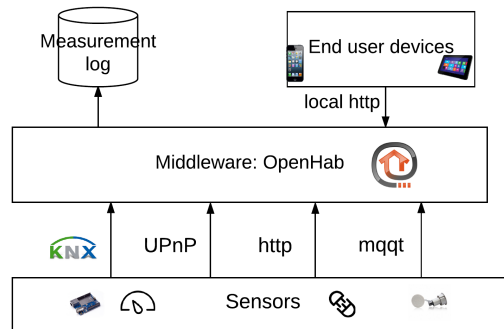 Measurement
log
End user devices
local http
Middleware: OpenHab
KNX
UPnP
http
mqqt
Sensors